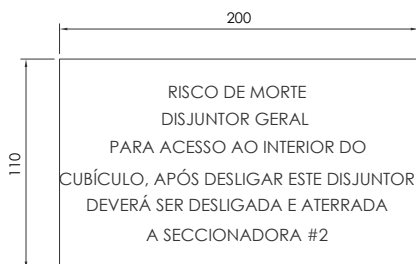 200
110
RISCO DE MORTE
DISJUNTOR GERAL
PARA ACESSO AO INTERIOR DO
CUBÍCULO, APÓS DESLIGAR ESTE DISJUNTOR
DEVERÁ SER DESLIGADA E ATERRADA
A SECCIONADORA #2